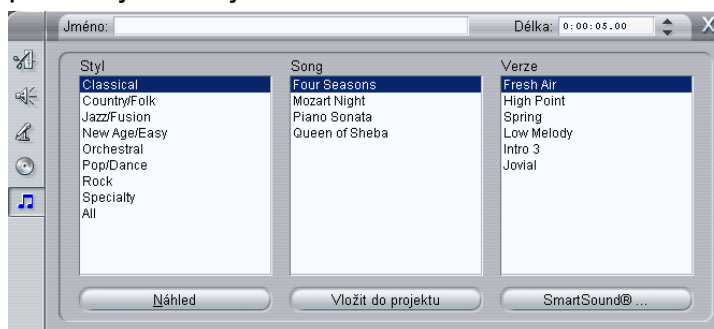 Jméno:
Délka: 0:00:05.00
X
Styl
Classical
Country/Folk
Jazz/Fusion
New Age/Easy
Orchestral
Pop/Dance
Rock
Specialty
All
Song
Four Seasons
Mozart Night
Piano Sonata
Queen of Sheba
Verze
Fresh Air
High Point
Spring
Low Melody
Intro 3
Jovial
Náhled
Vložit do projektu
SmartSound® ...